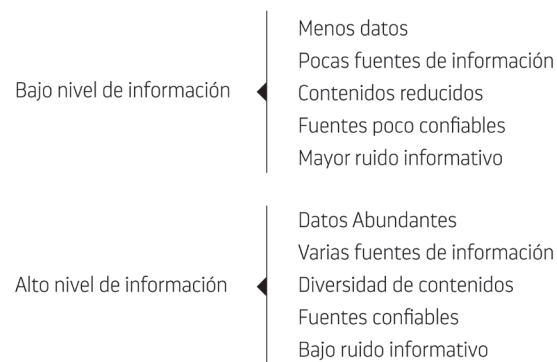 Bajo nivel de información
Menos datos
Pocas fuentes de información
Contenidos reducidos
Fuentes poco confiables
Mayor ruido informativo
Alto nivel de información
Datos Abundantes
Varias fuentes de información
Diversidad de contenidos
Fuentes confiables
Bajo ruido informativo